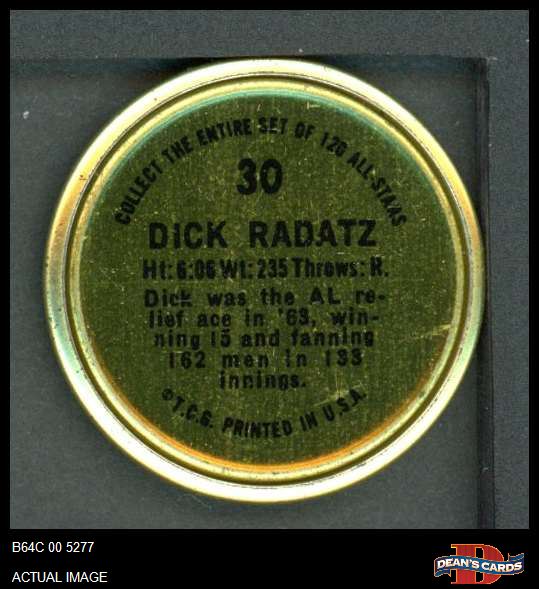 COLLECT THE ENTIRE SET OF 120 ALL-STARS
30
DICK RADATZ
Ht: 6:06 Wt: 235 Throws: R.
Dick was the AL re-
lief ace in '63, win-
ning 15 and fanning
162 men in 133
innings.
©T.C.G. PRINTED IN U.S.A.
B64C 00 5277
ACTUAL IMAGE
D
DEAN'S CARDS